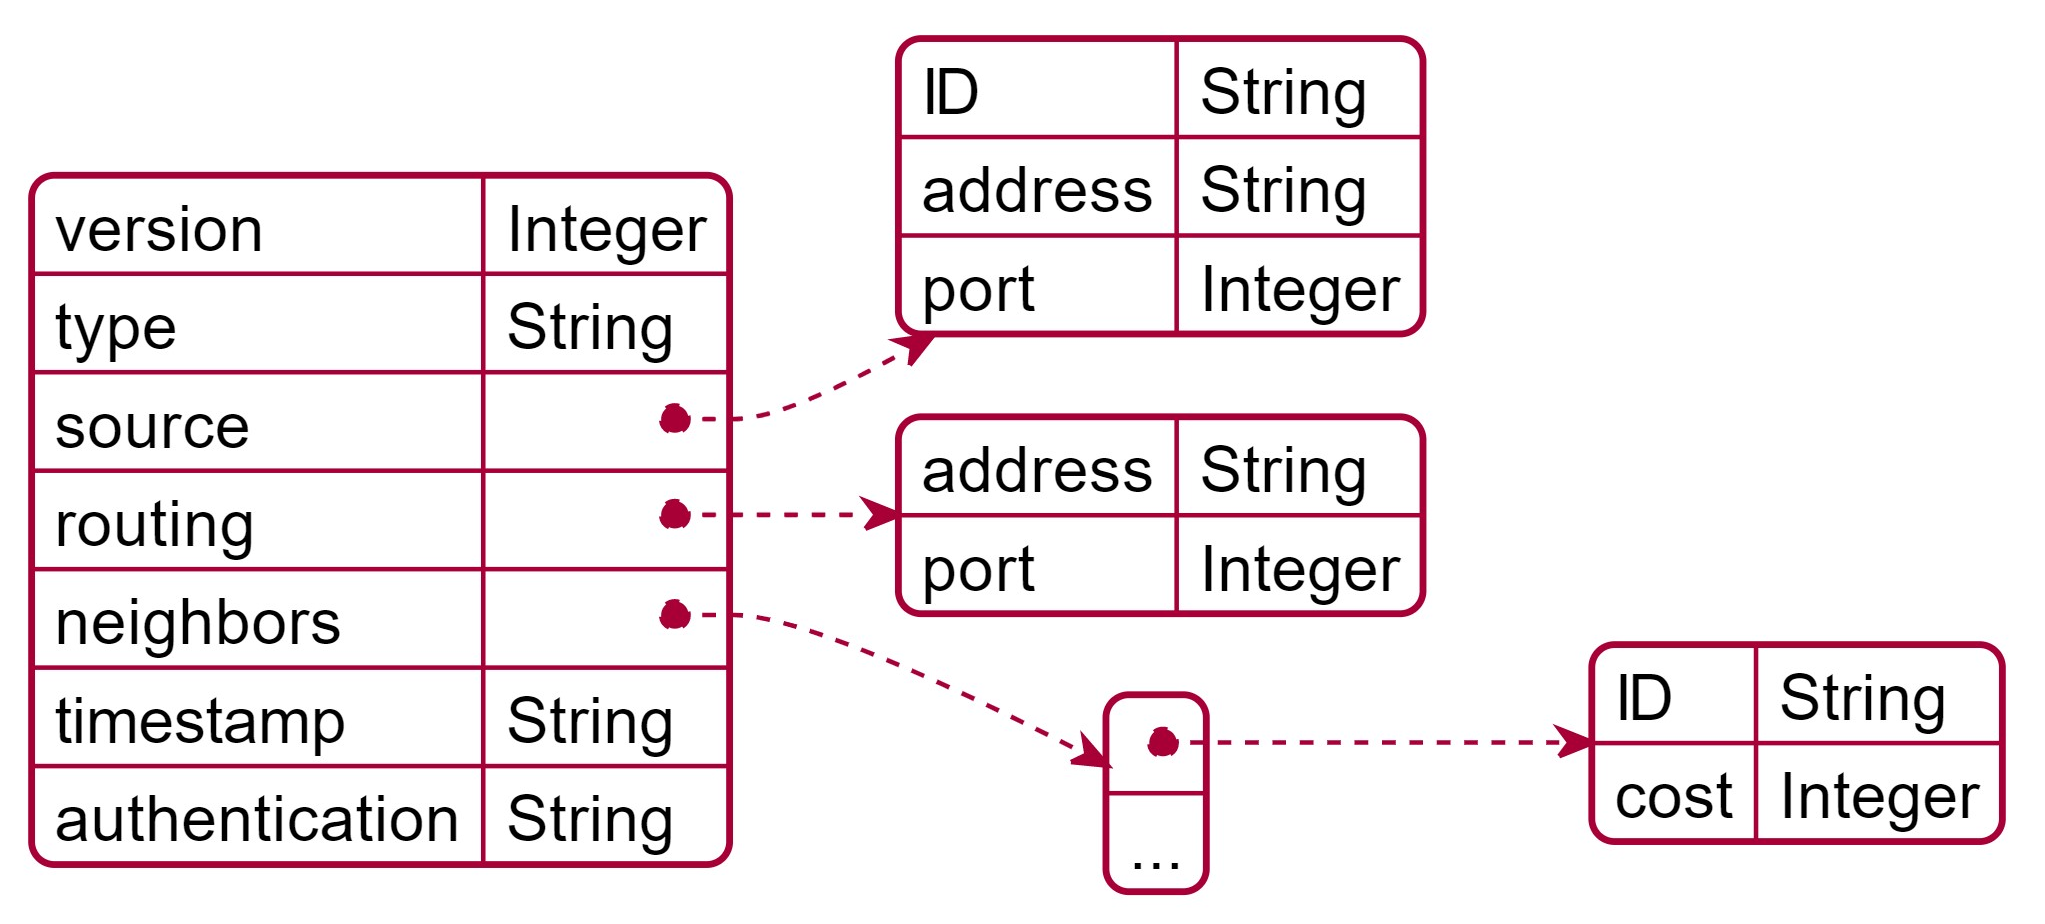 version Integer
type String
source
routing
neighbors
timestamp String
authentication String
ID String
address String
port Integer
address String
port Integer
...
ID String
cost Integer